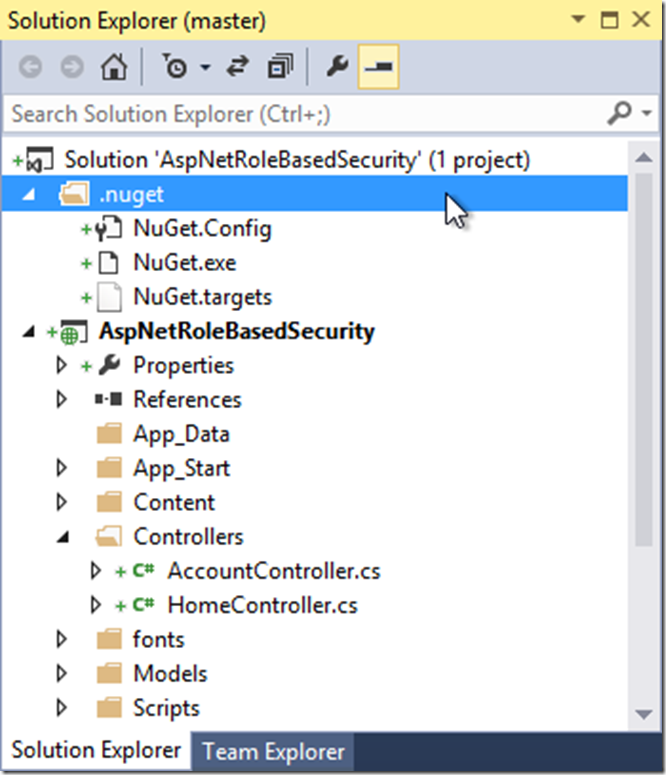 Solution Explorer (master)
Search Solution Explorer (Ctrl+;)
Solution 'AspNetRoleBasedSecurity' (1 project)
.nuget
NuGet.Config
NuGet.exe
NuGet.targets
AspNetRoleBasedSecurity
Properties
References
App_Data
App_Start
Content
Controllers
C# AccountController.cs
C# HomeController.cs
fonts
Models
Scripts
Solution Explorer Team Explorer